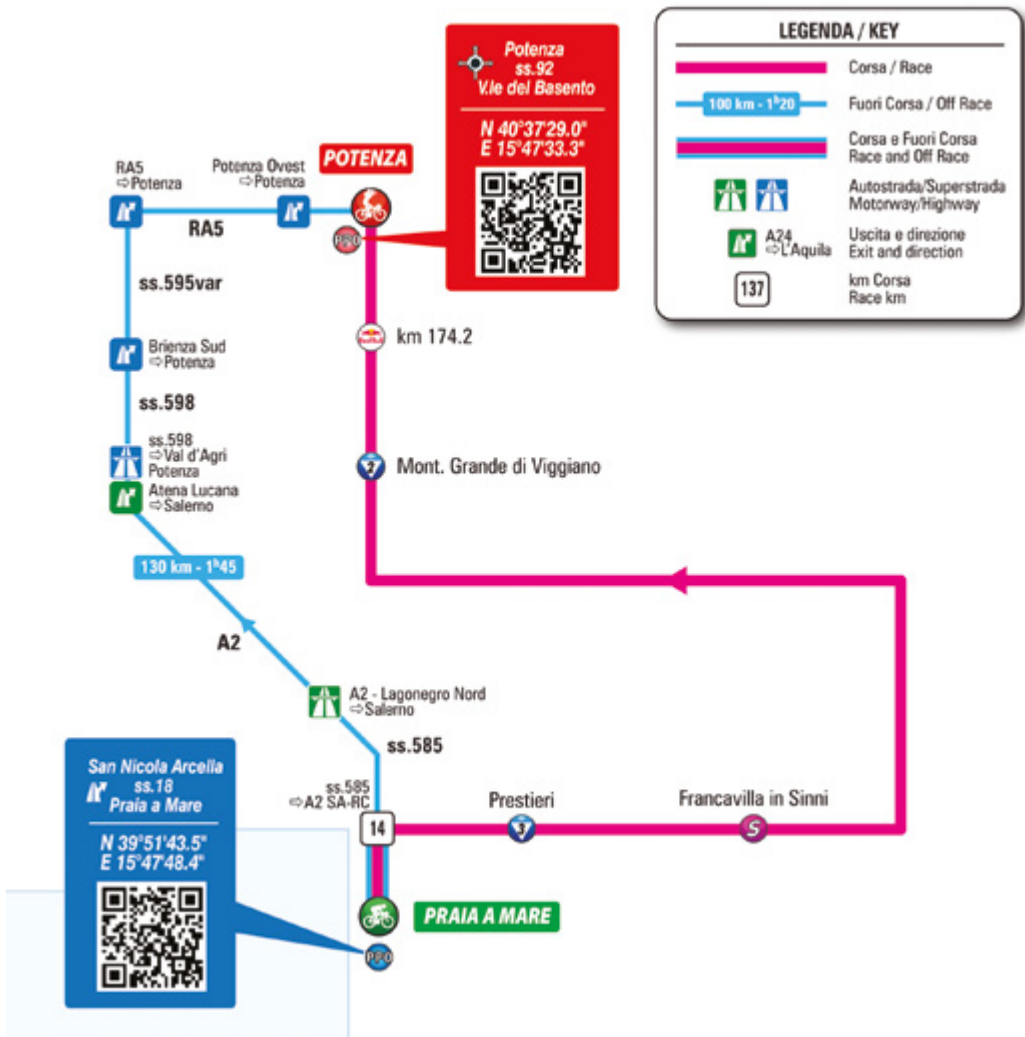 Potenza
ss.92
V.le del Basento
N 40°37'29.0"
E 15°47'33.3"
LEGENDA / KEY
Corsa / Race
100 km - 1h20
Fuori Corsa / Off Race
Corsa e Fuori Corsa
Race and Off Race
Autostrada/Superstrada
Motorway/Highway
A24
⇨L'Aquila
Uscita e direzione
Exit and direction
137
km Corsa
Race km
RA5
⇨Potenza
Potenza Ovest
⇨Potenza
POTENZA
PPO
RA5
ss.595var
km 174.2
Brienza Sud
⇨Potenza
ss.598
ss.598
⇨Val d'Agri
Potenza
2
Mont. Grande di Viggiano
Atena Lucana
⇨Salerno
130 km - 1h45
A2
A2 - Lagonegro Nord
⇨Salerno
ss.585
San Nicola Arcella
ss.18
Praia a Mare
N 39°51'43.5"
E 15°47'48.4"
ss.585
⇨A2 SA-RC
14
Prestieri
3
Francavilla in Sinni
S
PRAIA A MARE
PPO